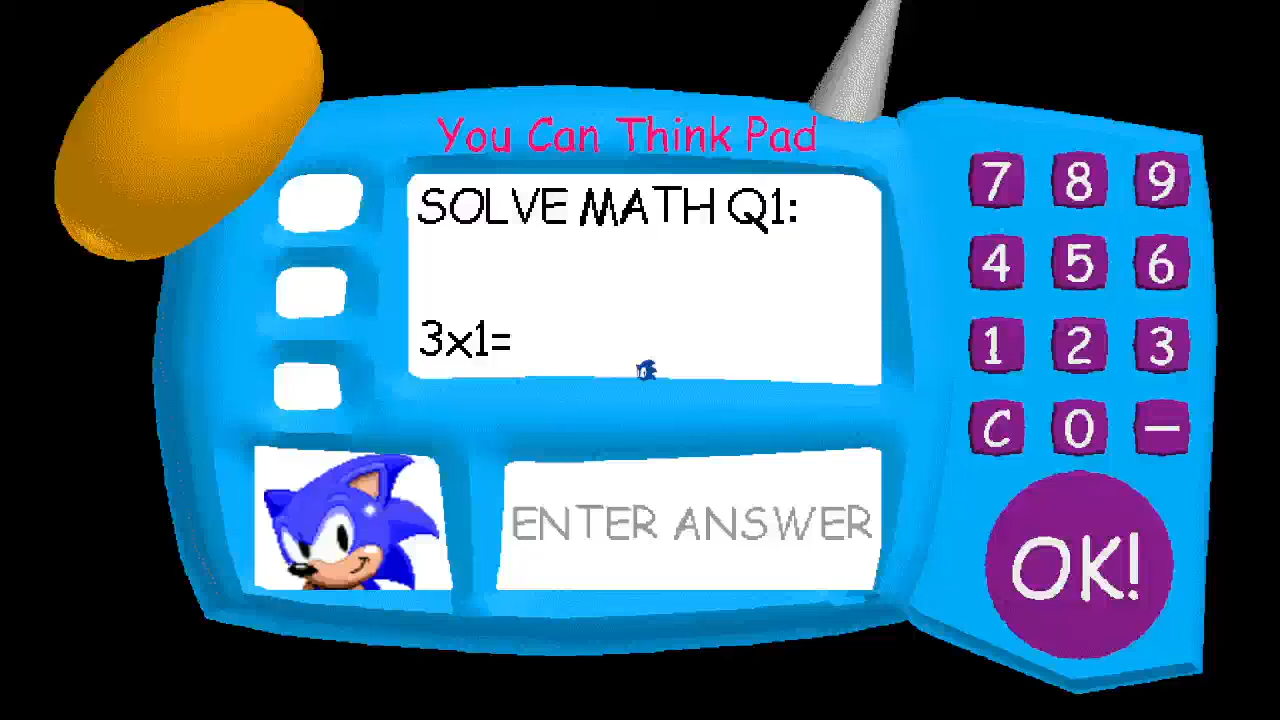 You Can Think Pad
SOLVE MATH Q1:
3x1=
ENTER ANSWER
7 8 9
4 5 6
1 2 3
C 0 –
OK!